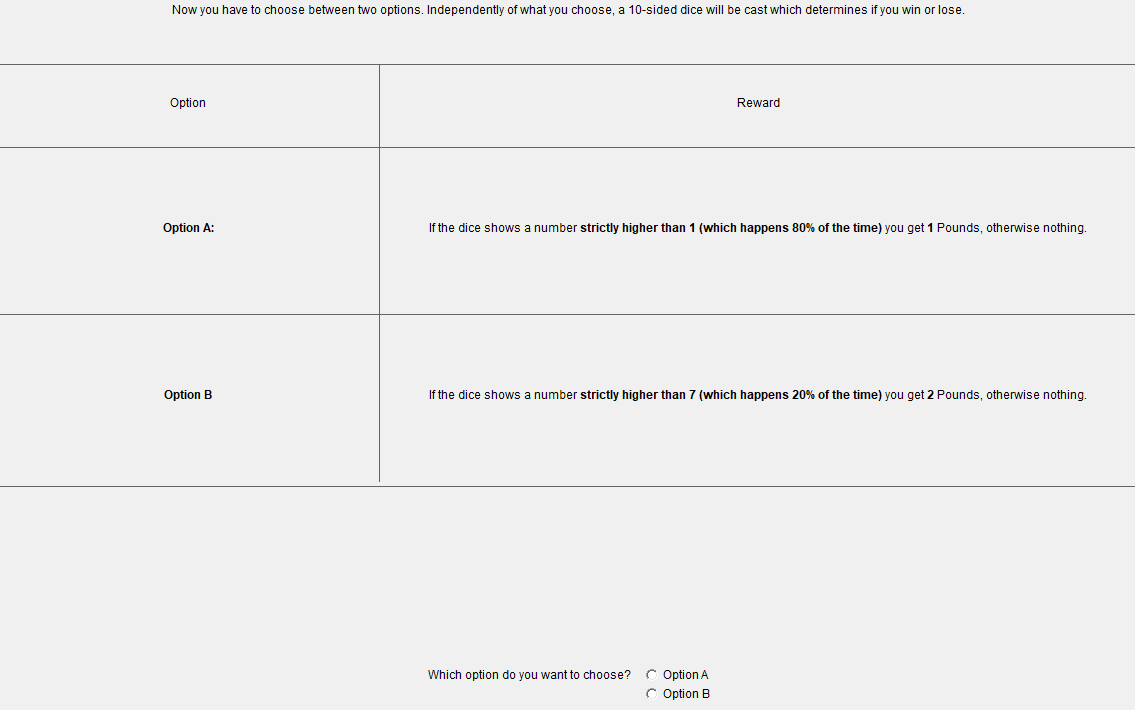 Now you have to choose between two options. Independently of what you choose, a 10-sided dice will be cast which determines if you win or lose.
Option
Reward
Option A:
If the dice shows a number strictly higher than 1 (which happens 80% of the time) you get 1 Pounds, otherwise nothing.
Option B
If the dice shows a number strictly higher than 7 (which happens 20% of the time) you get 2 Pounds, otherwise nothing.
Which option do you want to choose?
Option A
Option B